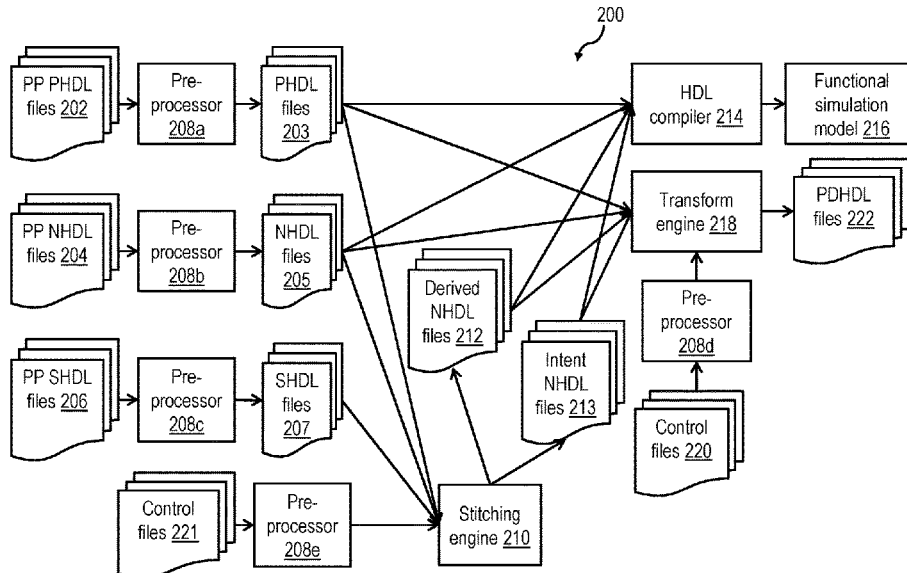 200
PP PHDL
files 202
Pre-
processor
208a
PHDL
files
203
HDL
compiler 214
Functional
simulation
model 216
PP NHDL
files 204
Pre-
processor
208b
NHDL
files
205
Transform
engine 218
PDHDL
files 222
Derived
NHDL
files 212
Pre-
processor
208d
PP SHDL
files 206
Pre-
processor
208c
SHDL
files
207
Intent
NHDL
files 213
Control
files 220
Control
files 221
Pre-
processor
208e
Stitching
engine 210